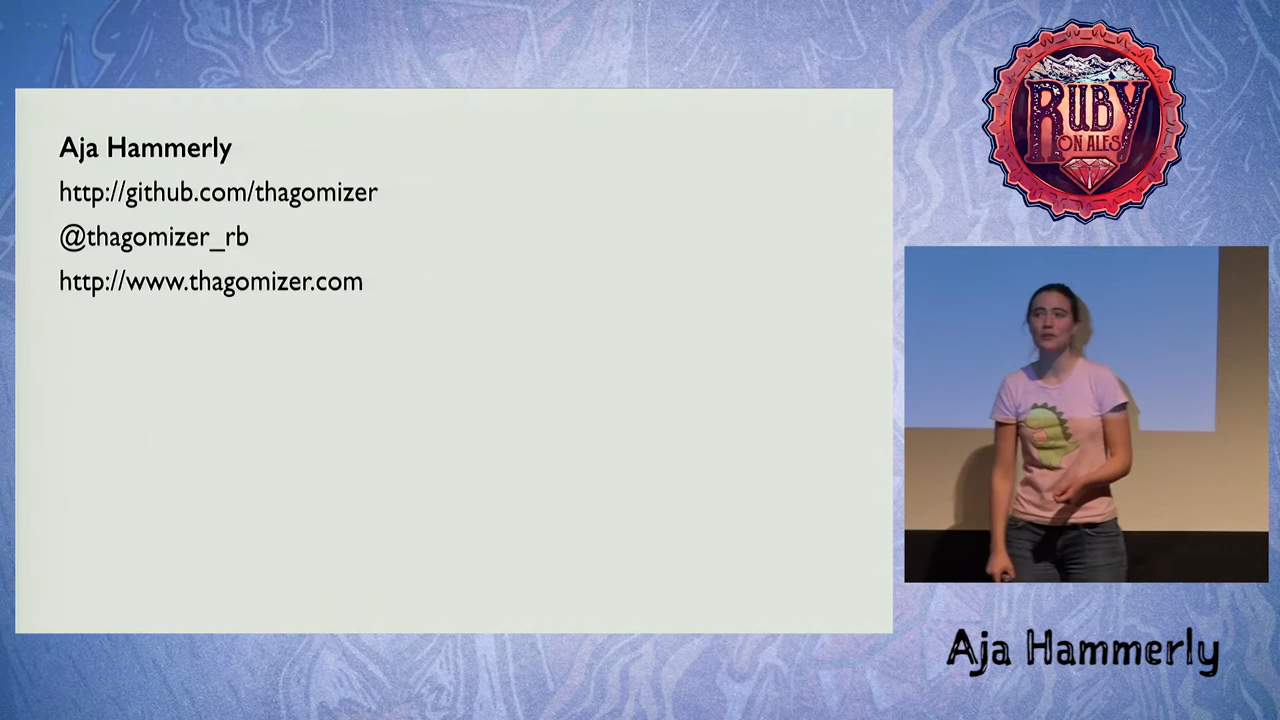 Aja Hammerly
http://github.com/thagomizer
@thagomizer_rb
http://www.thagomizer.com
RUBY
ON ALES
Aja Hammerly